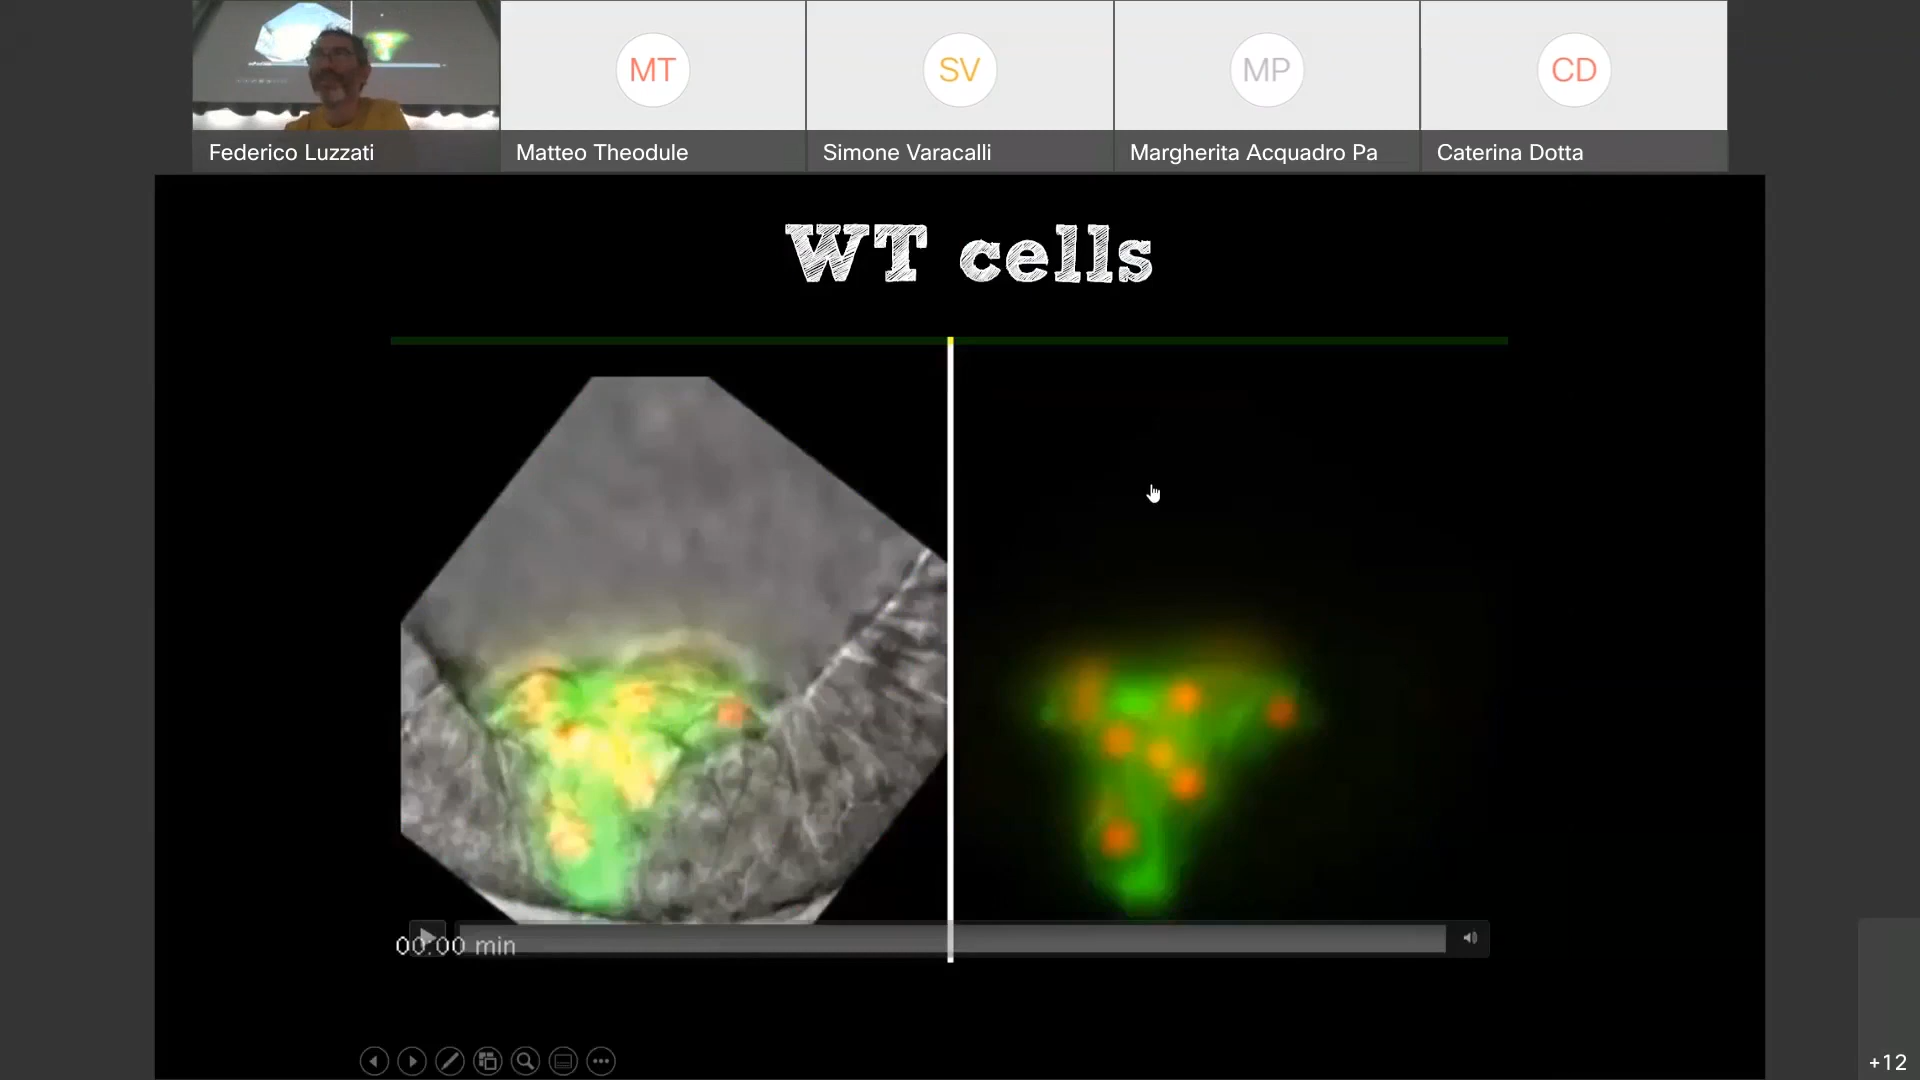 MT
SV
MP
CD
Federico Luzzati
Matteo Theodule
Simone Varacalli
Margherita Acquadro Pa
Caterina Dotta
WT cells
00:00 min
+12